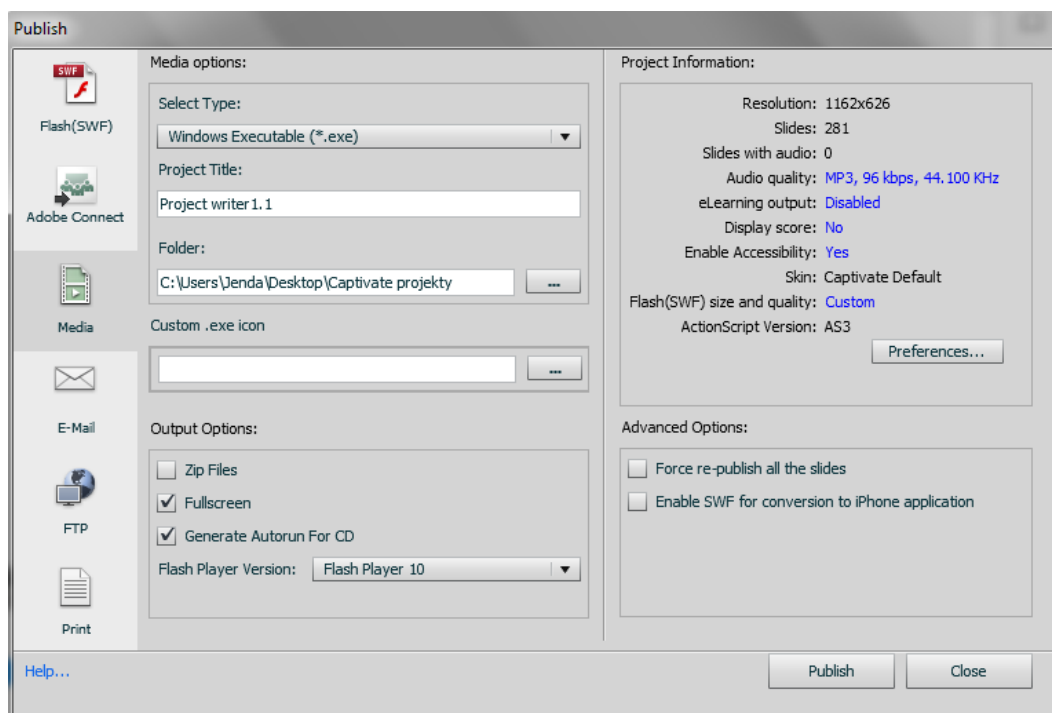 Publish
SWF
Flash(SWF)
Adobe Connect
Media
E-Mail
FTP
Print
Media options:
Select Type:
Windows Executable (*.exe)
Project Title:
Project writer1.1
Folder:
C:\Users\Jenda\Desktop\Captivate projekty
...
Custom .exe icon
...
Output Options:
Zip Files
Fullscreen
Generate Autorun For CD
Flash Player Version: Flash Player 10
Project Information:
Resolution: 1162x626
Slides: 281
Slides with audio: 0
Audio quality: MP3, 96 kbps, 44.100 KHz
eLearning output: Disabled
Display score: No
Enable Accessibility: Yes
Skin: Captivate Default
Flash(SWF) size and quality: Custom
ActionScript Version: AS3
Preferences...
Advanced Options:
Force re-publish all the slides
Enable SWF for conversion to iPhone application
Help...
Publish
Close